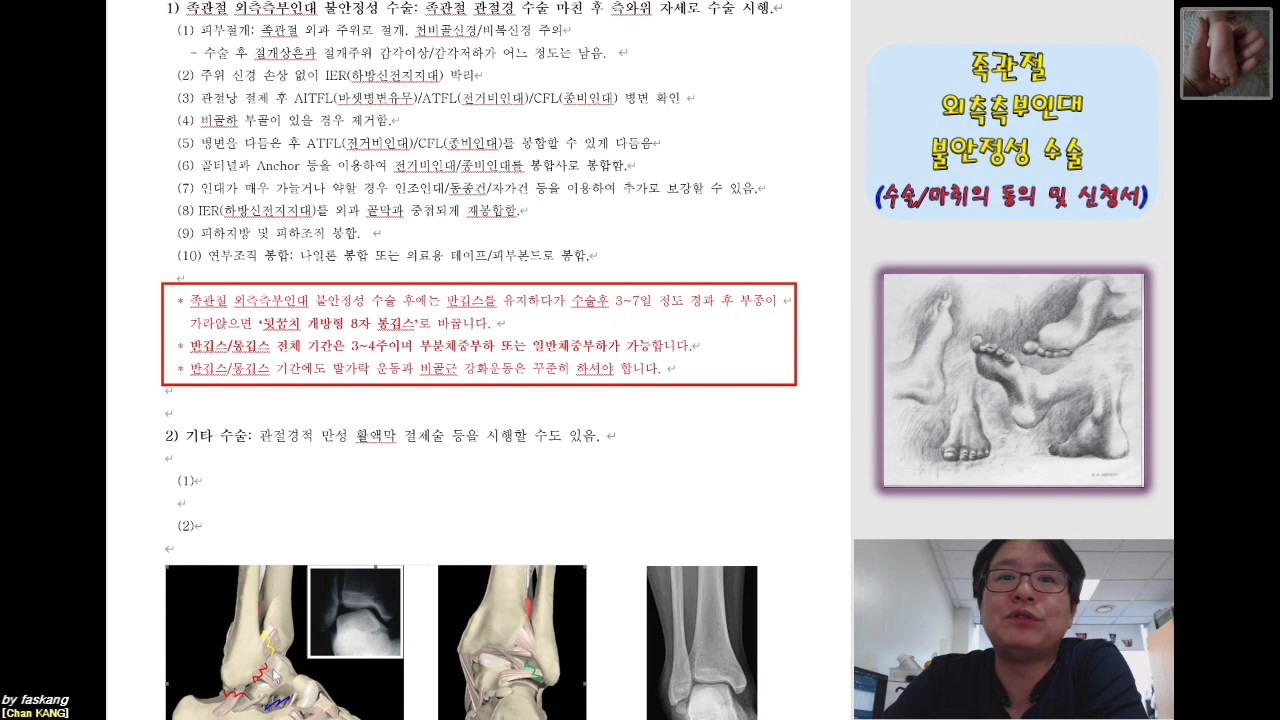 1) 족관절 외측측부인대 불안정성 수술: 족관절 관절경 수술 마친 후 측와위 자세로 수술 시행.
(1) 피부절개: 족관절 외과 주위로 절개. 천비골신경/비복신경 주의
- 수술 후 절개상흔과 절개주위 감각이상/감각저하가 어느 정도는 남음.
(2) 주위 신경 손상 없이 IER(하방신전지지대) 박리
(3) 관절낭 절제 후 AITFL(바셋병변유무)/ATFL(전거비인대)/CFL(종비인대) 병변 확인
(4) 비골하 부골이 있을 경우 제거함.
(5) 병변을 다듬은 후 ATFL(전거비인대)/CFL(종비인대)를 봉합할 수 있게 다듬음
(6) 골터널과 Anchor 등을 이용하여 전거비인대/종비인대를 봉합사로 봉합함.
(7) 인대가 매우 가늘거나 약할 경우 인조인대/동종건/자가건 등을 이용하여 추가로 보강할 수 있음.
(8) IER(하방신전지지대)를 외과 골막과 중첩되게 재봉합함.
(9) 피하지방 및 피하조직 봉합.
(10) 연부조직 봉합: 나일론 봉합 또는 의료용 테이프/피부본드로 봉합.
* 족관절 외측측부인대 불안정성 수술 후에는 반깁스를 유지하다가 수술후 3~7일 정도 경과 후 부종이
가라앉으면 '뒷꿈치 개방형 8자 통깁스'로 바꿉니다.
* 반깁스/통깁스 전체 기간은 3~4주이며 부분체중부하 또는 일반체중부하가 가능합니다.
* 반깁스/통깁스 기간에도 발가락 운동과 비골근 강화운동은 꾸준히 하셔야 합니다.
2) 기타 수술: 관절경적 만성 활액막 절제술 등을 시행할 수도 있음.
(1)
(2)
족관절
외측측부인대
불안정성 수술
(수술/마취의 동의 및 신청서)
by faskang
[Chan KANG]